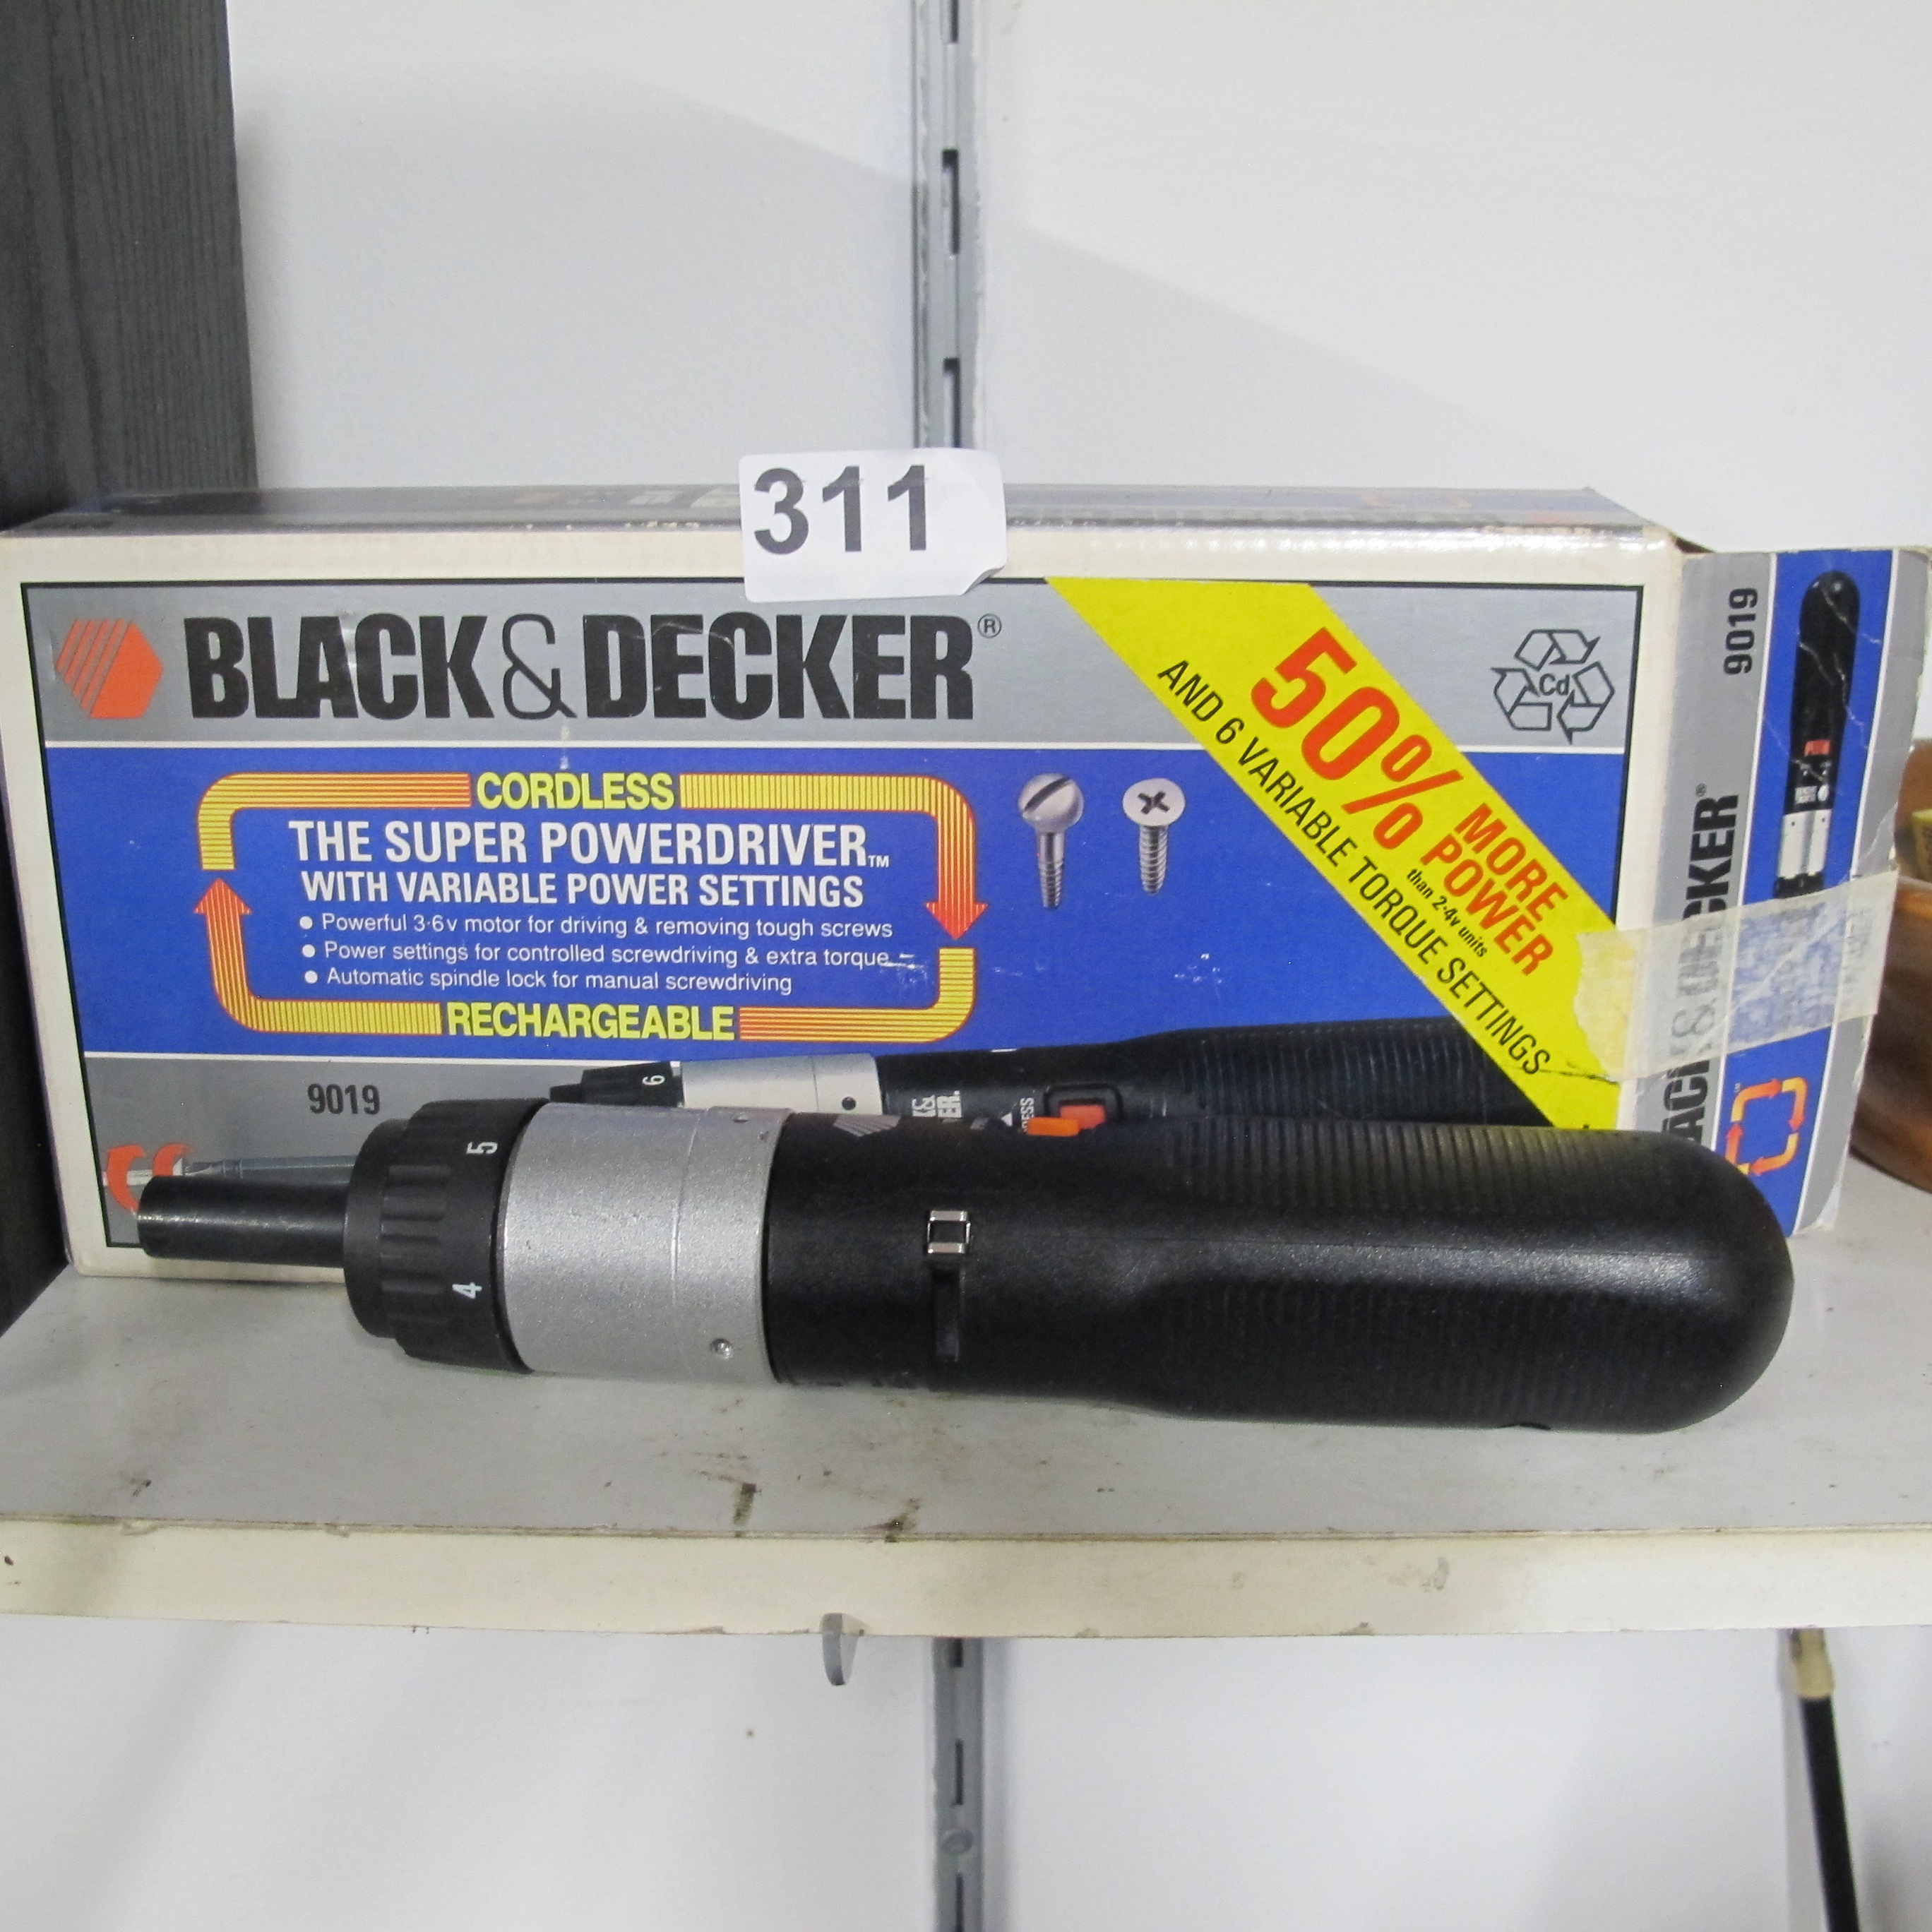 311
BLACK & DECKER®
CORDLESS
THE SUPER POWERDRIVER™
WITH VARIABLE POWER SETTINGS
● Powerful 3·6v motor for driving & removing tough screws
● Power settings for controlled screwdriving & extra torque
● Automatic spindle lock for manual screwdriving
RECHARGEABLE
9019
50% MORE
POWER
than 2·4v units
AND 6 VARIABLE TORQUE SETTINGS
Cd
6
5
4
9019
DECKER®